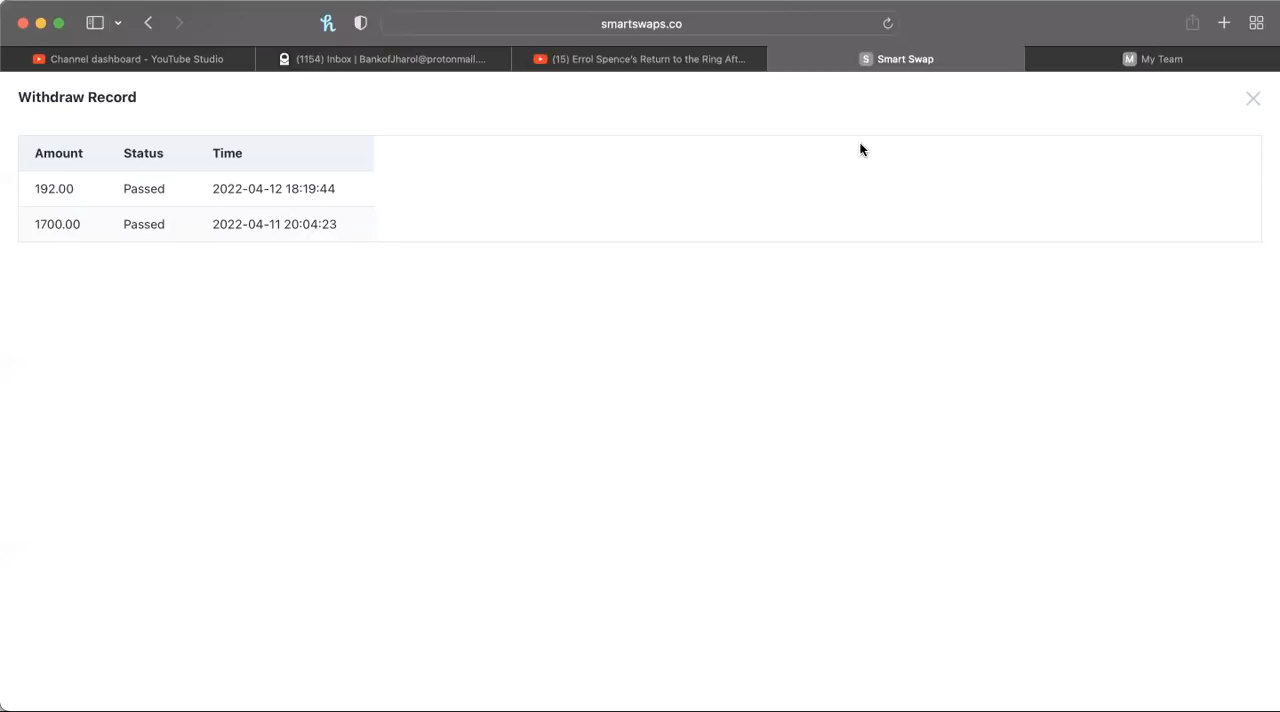 smartswaps.co
Channel dashboard - YouTube Studio
(1154) Inbox | BankofJharol@protonmail....
(15) Errol Spence's Return to the Ring Aft...
S Smart Swap
M My Team
Withdraw Record
Amount Status Time
192.00 Passed 2022-04-12 18:19:44
1700.00 Passed 2022-04-11 20:04:23